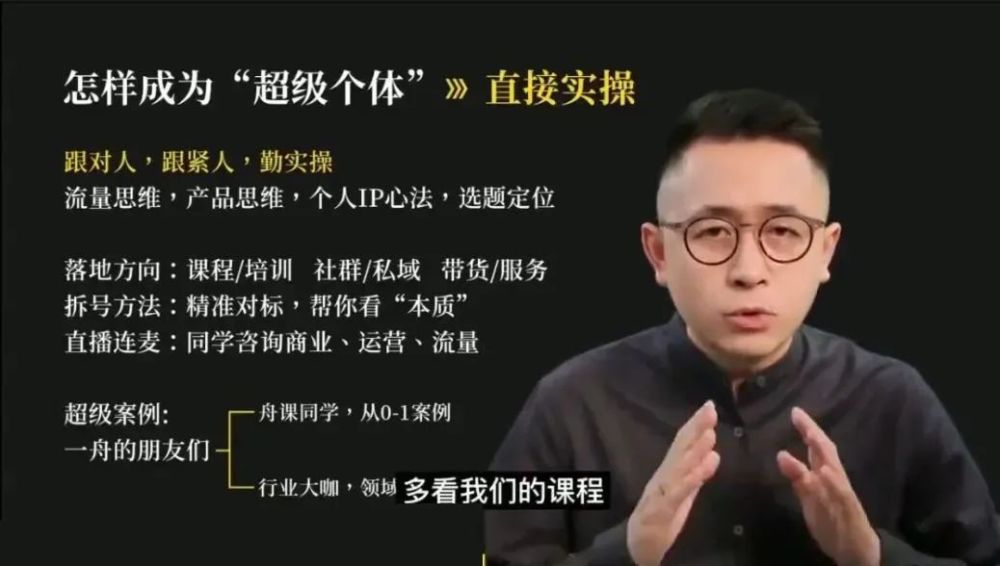 怎样成为“超级个体”》》直接实操
跟对人，跟紧人，勤实操
流量思维，产品思维，个人IP心法，选题定位
落地方向：课程/培训 社群/私域 带货/服务
拆号方法：精准对标，帮你看“本质”
直播连麦：同学咨询商业、运营、流量
超级案例:
一舟的朋友们
舟课同学，从0-1案例
行业大咖，领域
多看我们的课程